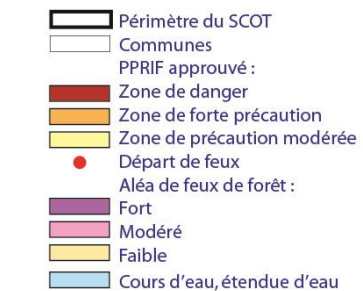 Périmètre du SCOT
Communes
PPRIF approuvé :
Zone de danger
Zone de forte précaution
Zone de précaution modérée
Départ de feux
Aléa de feux de forêt :
Fort
Modéré
Faible
Cours d'eau, étendue d'eau